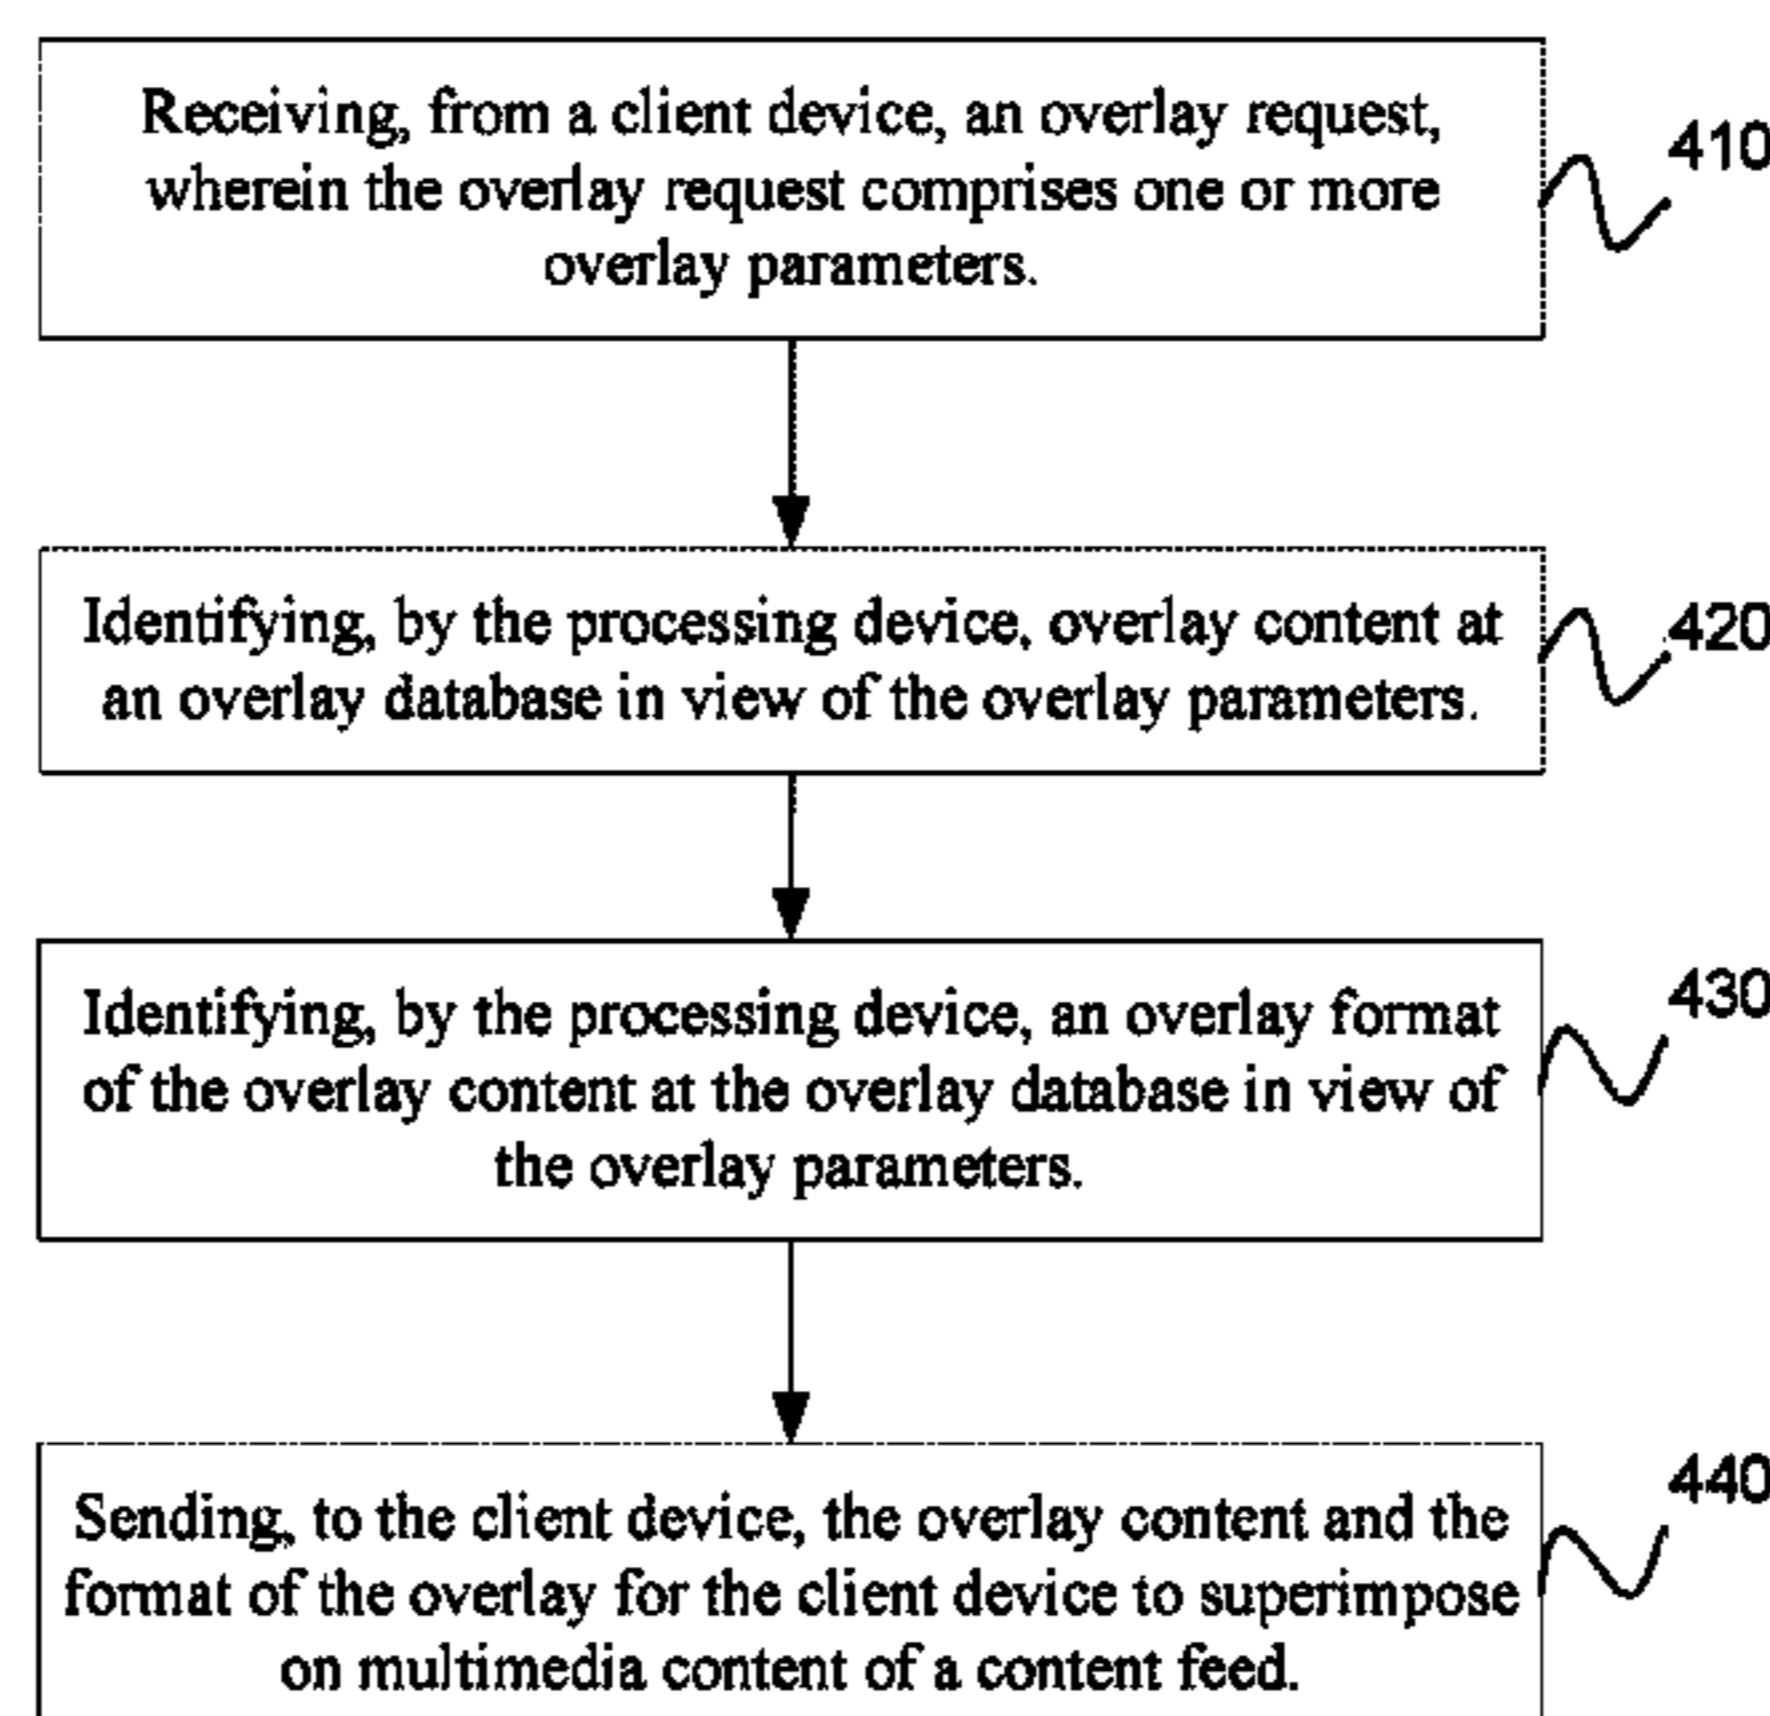 Receiving, from a client device, an overlay request,
wherein the overlay request comprises one or more
overlay parameters.
410
Identifying, by the processing device, overlay content at
an overlay database in view of the overlay parameters.
420
Identifying, by the processing device, an overlay format
of the overlay content at the overlay database in view of
the overlay parameters.
430
Sending, to the client device, the overlay content and the
format of the overlay for the client device to superimpose
on multimedia content of a content feed.
440